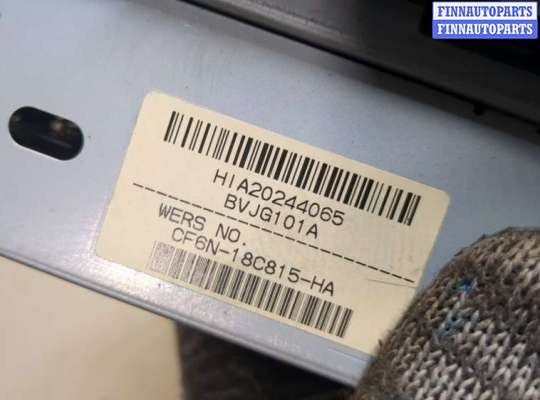 FINNAUTOPARTS
FINNAUTOPARTS
HIA20244065
BVJG101A
WERS NO.
CF6N-18C815-HA